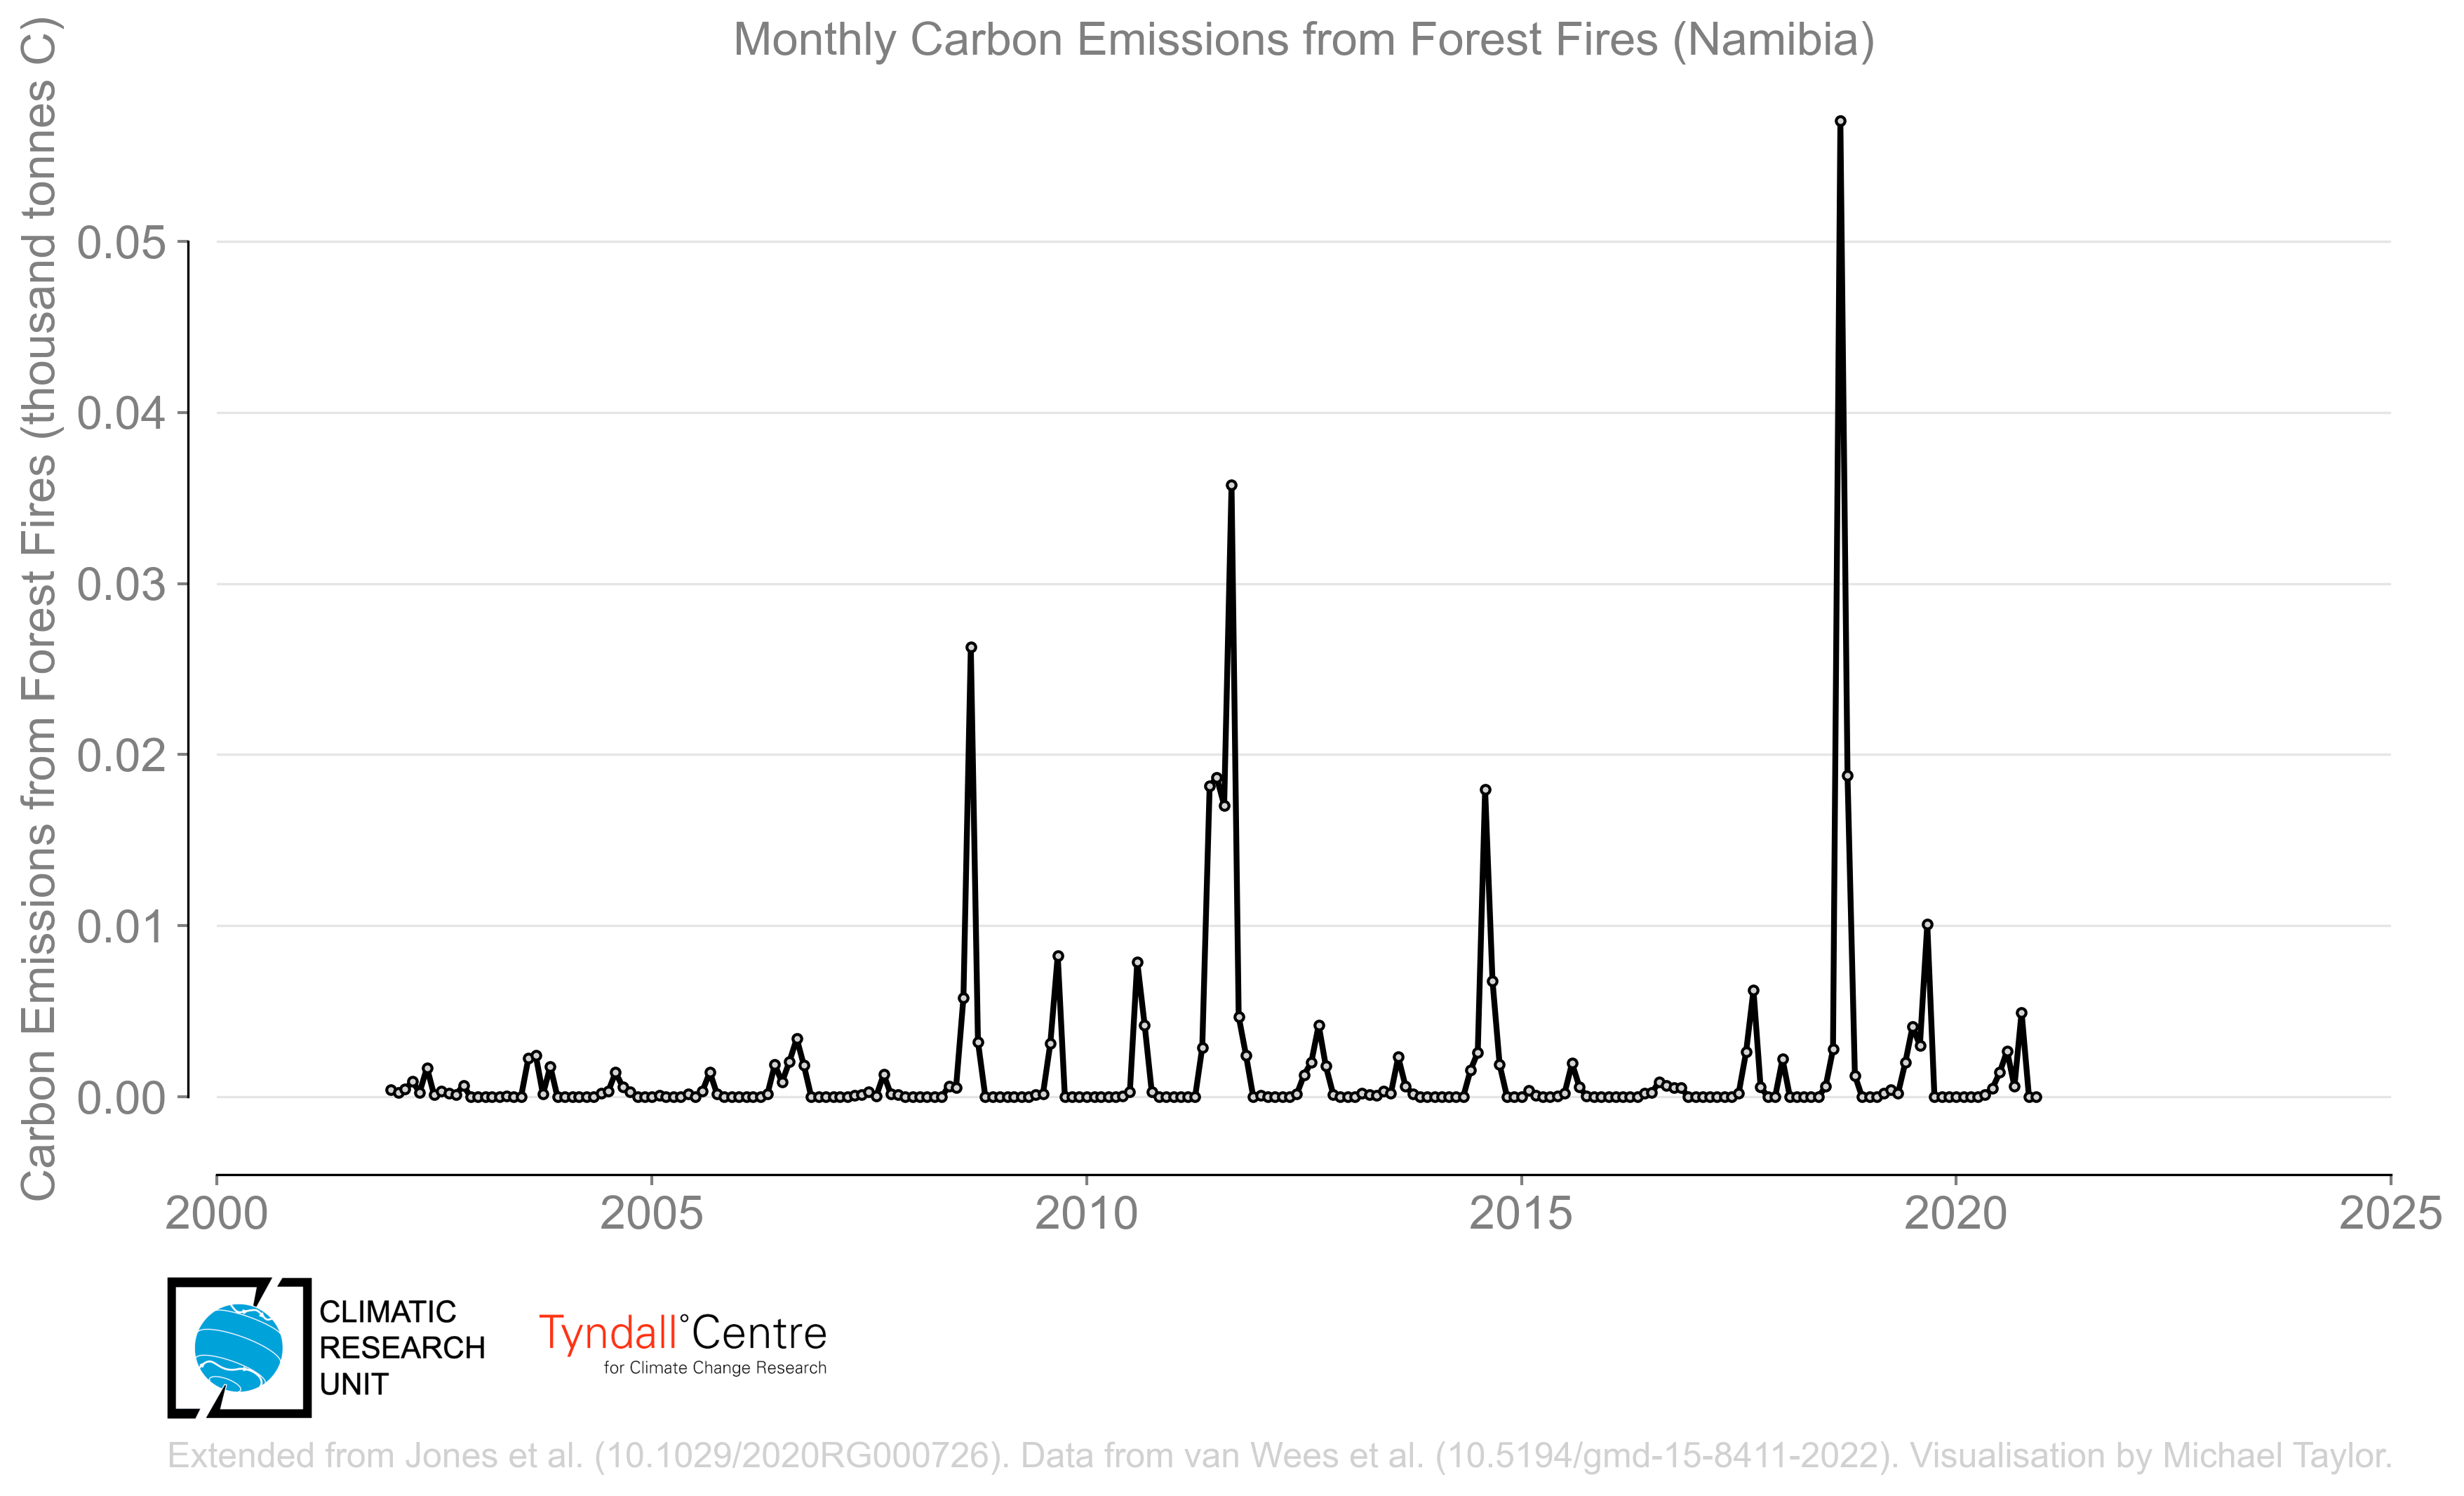 Monthly Carbon Emissions from Forest Fires (Namibia)
Carbon Emissions from Forest Fires (thousand tonnes C)
0.05
0.04
0.03
0.02
0.01
0.00
2000 2005 2010 2015 2020 2025
CLIMATIC
RESEARCH
UNIT
Tyndall°Centre
for Climate Change Research
Extended from Jones et al. (10.1029/2020RG000726). Data from van Wees et al. (10.5194/gmd-15-8411-2022). Visualisation by Michael Taylor.